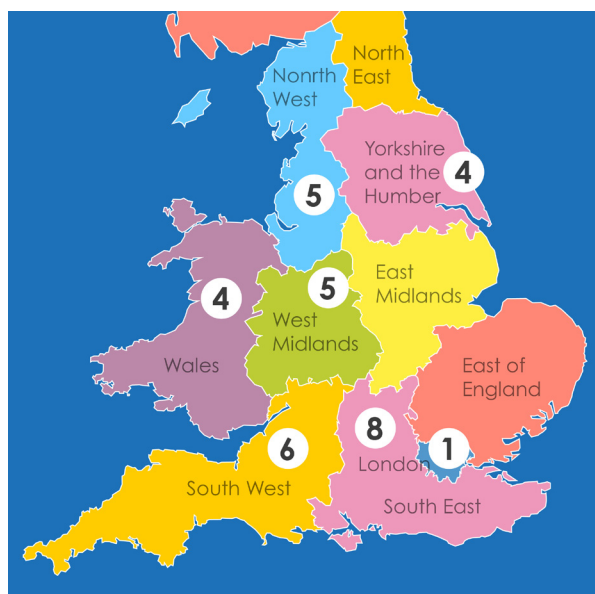 North
East
Nonrth
West
Yorkshire
and the
Humber
4
5
East
Midlands
4
5
West
Midlands
Wales
East of
England
8
6
1
London
South West
South East